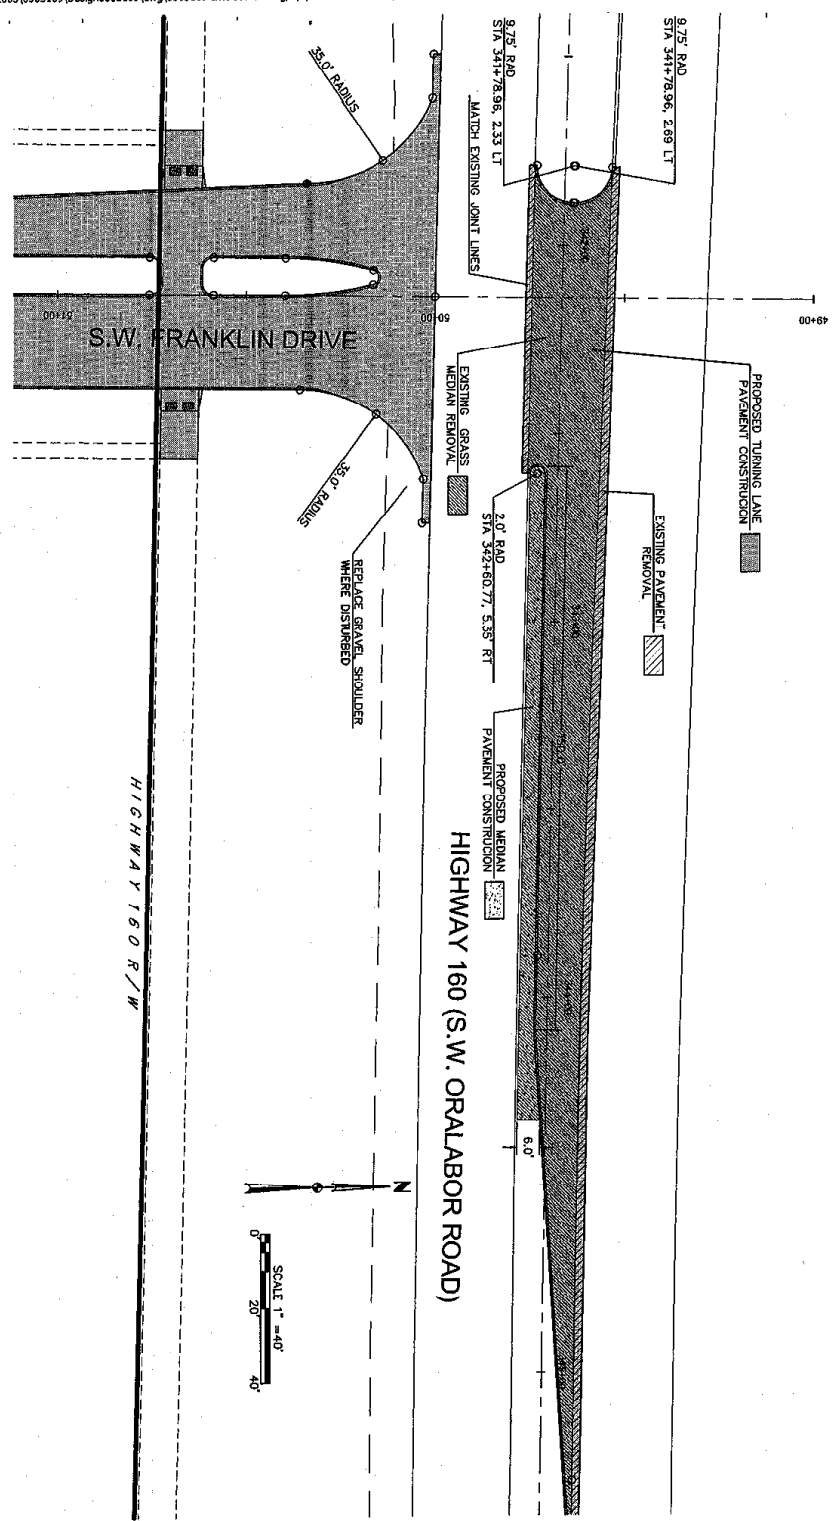 9.75' RAD
STA 341+78.96, 2.69 LT
9.75' RAD
STA 341+78.96, 2.33 LT
MATCH EXISTING JOINT LINES
35.0' RADIUS
49+00
50+00
51+00
S.W. FRANKLIN DRIVE
35.0' RADIUS
PROPOSED TURNING LANE
PAVEMENT CONSTRUCION
EXISTING GRASS
MEDIAN REMOVAL
EXISTING PAVEMENT
REMOVAL
2.0' RAD
STA 342+60.77, 5.35' RT
REPLACE GRAVEL SHOULDER
WHERE DISTURBED
PROPOSED MEDIAN
PAVEMENT CONSTRUCION
HIGHWAY 160 (S.W. ORALABOR ROAD)
HIGHWAY 160 R/W
6.0'
N
SCALE 1" =40'
0'
20'
40'